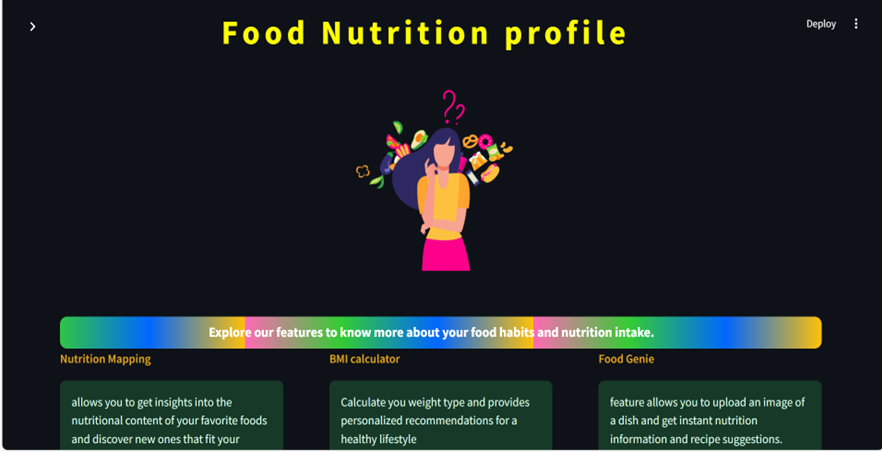 Food Nutrition profile
Deploy
Explore our features to know more about your food habits and nutrition intake.
Nutrition Mapping
allows you to get insights into the
nutritional content of your favorite foods
and discover new ones that fit your
BMI calculator
Calculate you weight type and provides
personalized recommendations for a
healthy lifestyle
Food Genie
feature allows you to upload an image of
a dish and get instant nutrition
information and recipe suggestions.